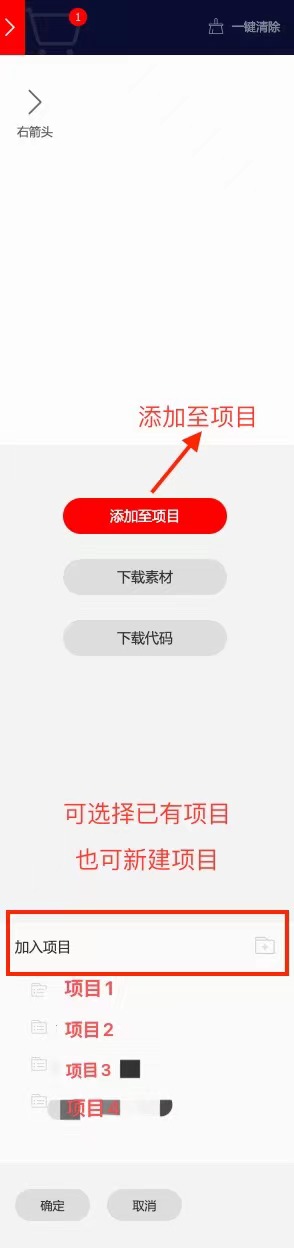 1
一键清除
右箭头
添加至项目
添加至项目
下载素材
下载代码
可选择已有项目
也可新建项目
加入项目
项目1
项目2
项目3
项目4
确定
取消